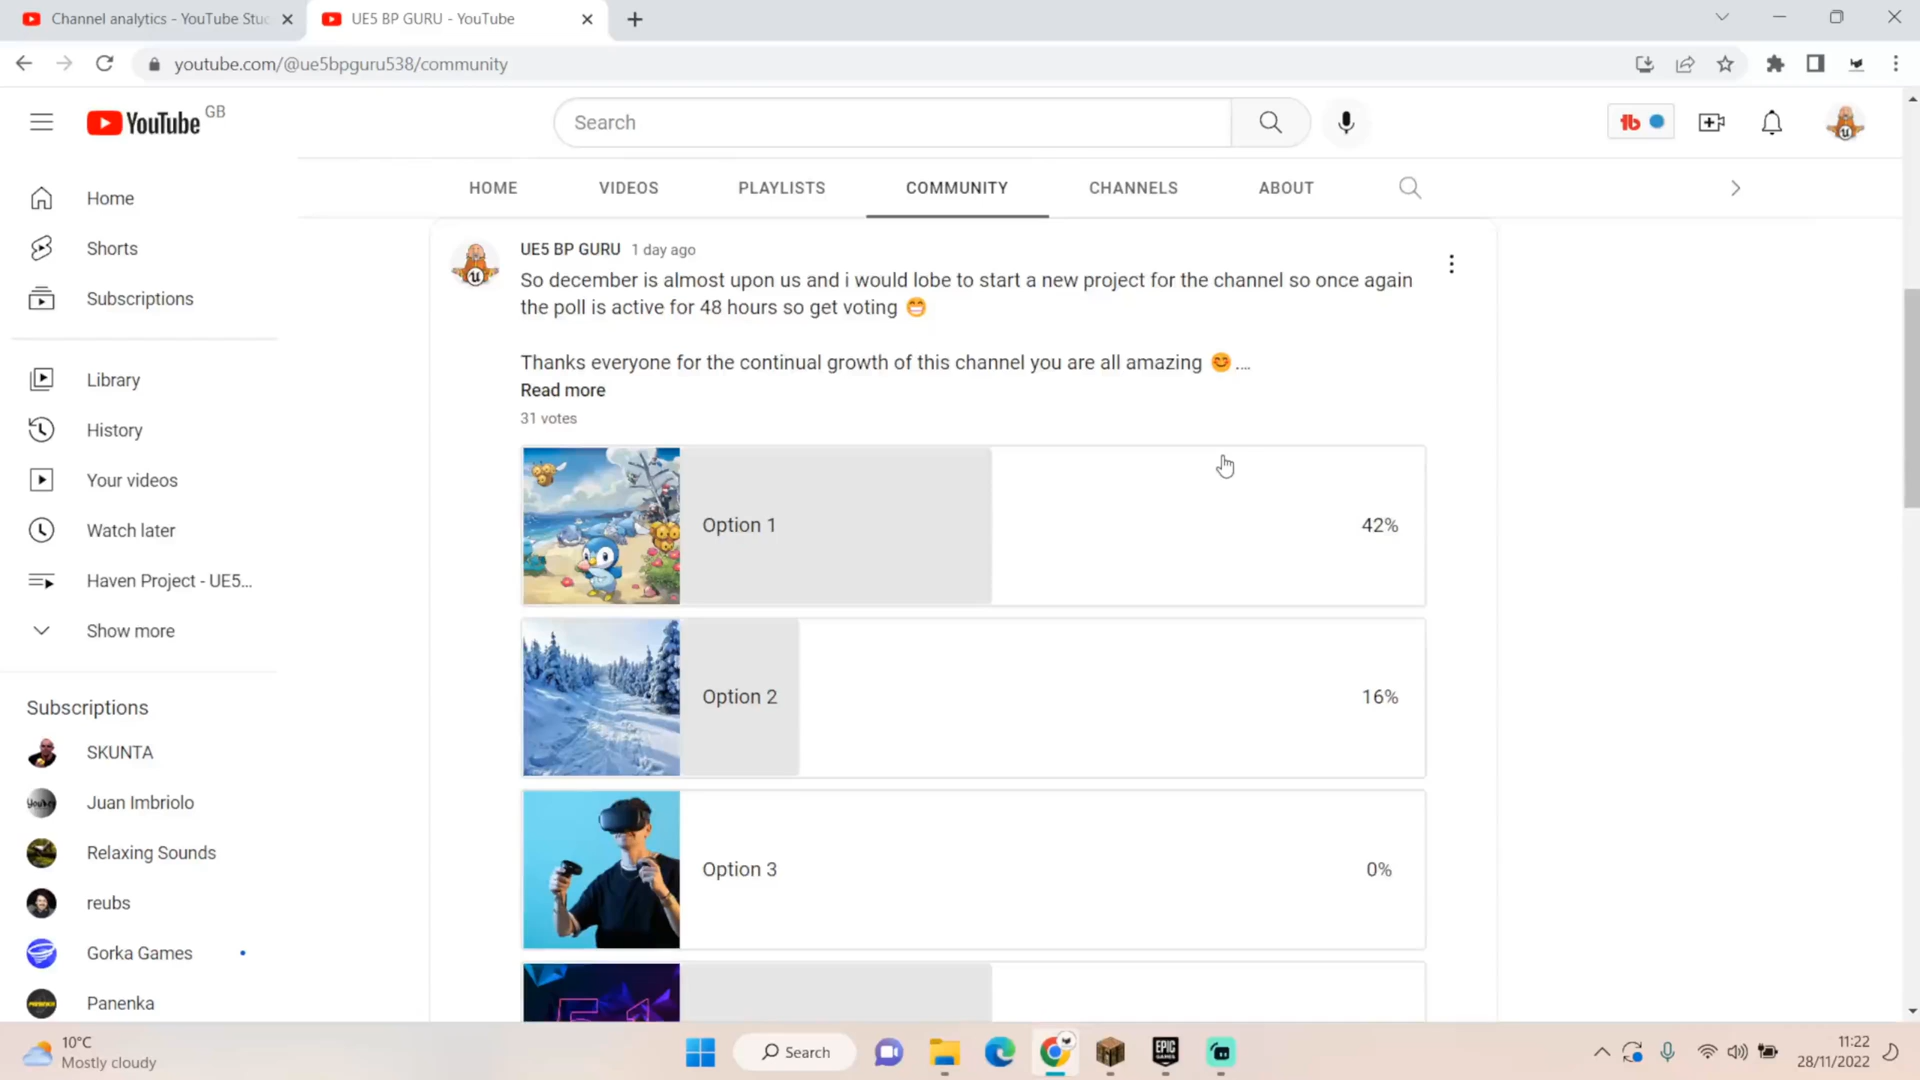 Channel analytics - YouTube Stud
UE5 BP GURU - YouTube
youtube.com/@ue5bpguru538/community
YouTube GB
Search
HOME
VIDEOS
PLAYLISTS
COMMUNITY
CHANNELS
ABOUT
Home
Shorts
Subscriptions
Library
History
Your videos
Watch later
Haven Project - UE5...
Show more
Subscriptions
SKUNTA
Juan Imbriolo
Relaxing Sounds
reubs
Gorka Games
Panenka
UE5 BP GURU 1 day ago
So december is almost upon us and i would lobe to start a new project for the channel so once again
the poll is active for 48 hours so get voting 😁
Thanks everyone for the continual growth of this channel you are all amazing 😊 ...
Read more
31 votes
Option 1
42%
Option 2
16%
Option 3
0%
10°C
Mostly cloudy
Search
EPIC
GAMES
11:22
28/11/2022